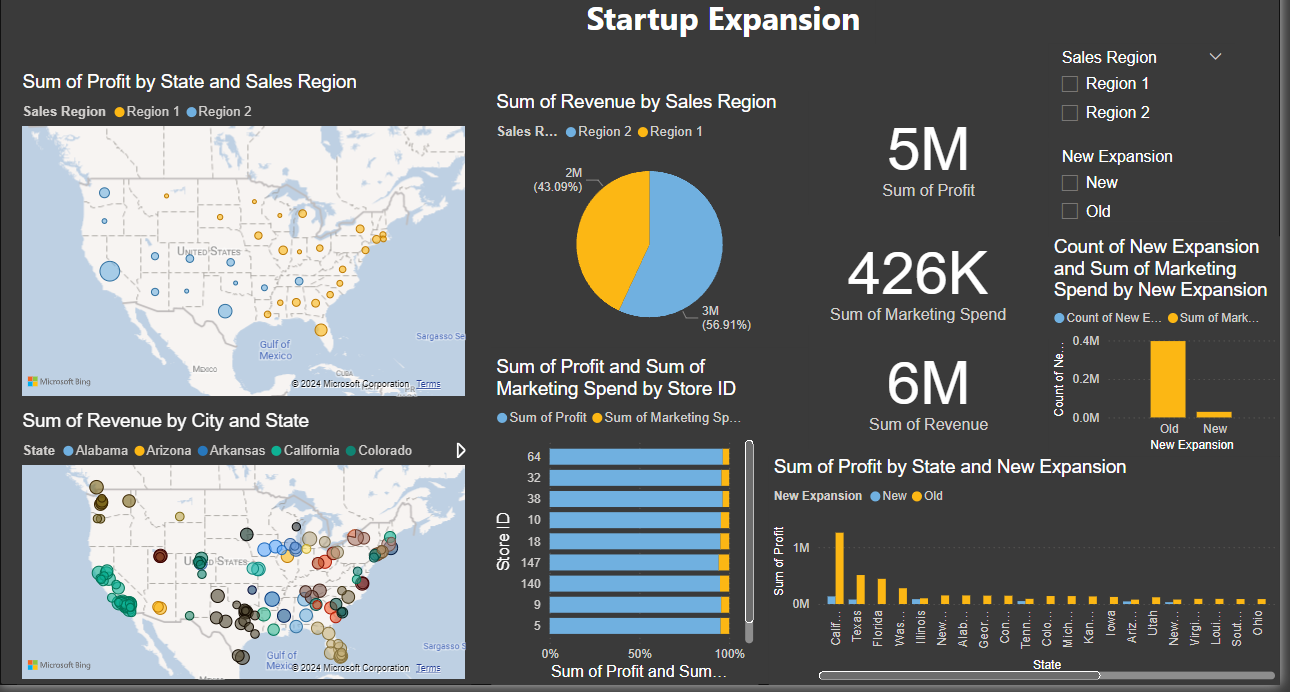 Startup Expansion
Sum of Profit by State and Sales Region
Sales Region Region 1 Region 2
UNITED STATES
Gulf of
Mexico
MEXICO
CUBA
Sargasso Se
PR
Microsoft Bing
© 2024 Microsoft Corporation Terms
Sum of Revenue by City and State
State Alabama Arizona Arkansas California Colorado
UNITED STATES
Gulf of
Mexico
Sargasso Se
MEXICO
Microsoft Bing
© 2024 Microsoft Corporation Terms
Sum of Revenue by Sales Region
Sales R... Region 2 Region 1
2M
(43.09%)
3M
(56.91%)
Sum of Profit and Sum of
Marketing Spend by Store ID
Sum of Profit Sum of Marketing Sp...
Store ID
64
32
38
10
18
147
140
9
5
0% 50% 100%
Sum of Profit and Sum...
5M
Sum of Profit
426K
Sum of Marketing Spend
6M
Sum of Revenue
Sales Region
Region 1
Region 2
New Expansion
New
Old
Count of New Expansion
and Sum of Marketing
Spend by New Expansion
Count of New E... Sum of Mark...
Count of Ne...
0.4M
0.2M
0.0M
Old New
New Expansion
Sum of Profit by State and New Expansion
New Expansion New Old
Sum of Profit
1M
0M
Calif...
Texas
Florida
Was...
Illinois
New...
Alab...
Geor...
Con...
Tenn...
Colo...
Mich...
Kan...
Iowa
Ariz...
Utah
New...
Virgi...
Loui...
Sout...
Ohio
State